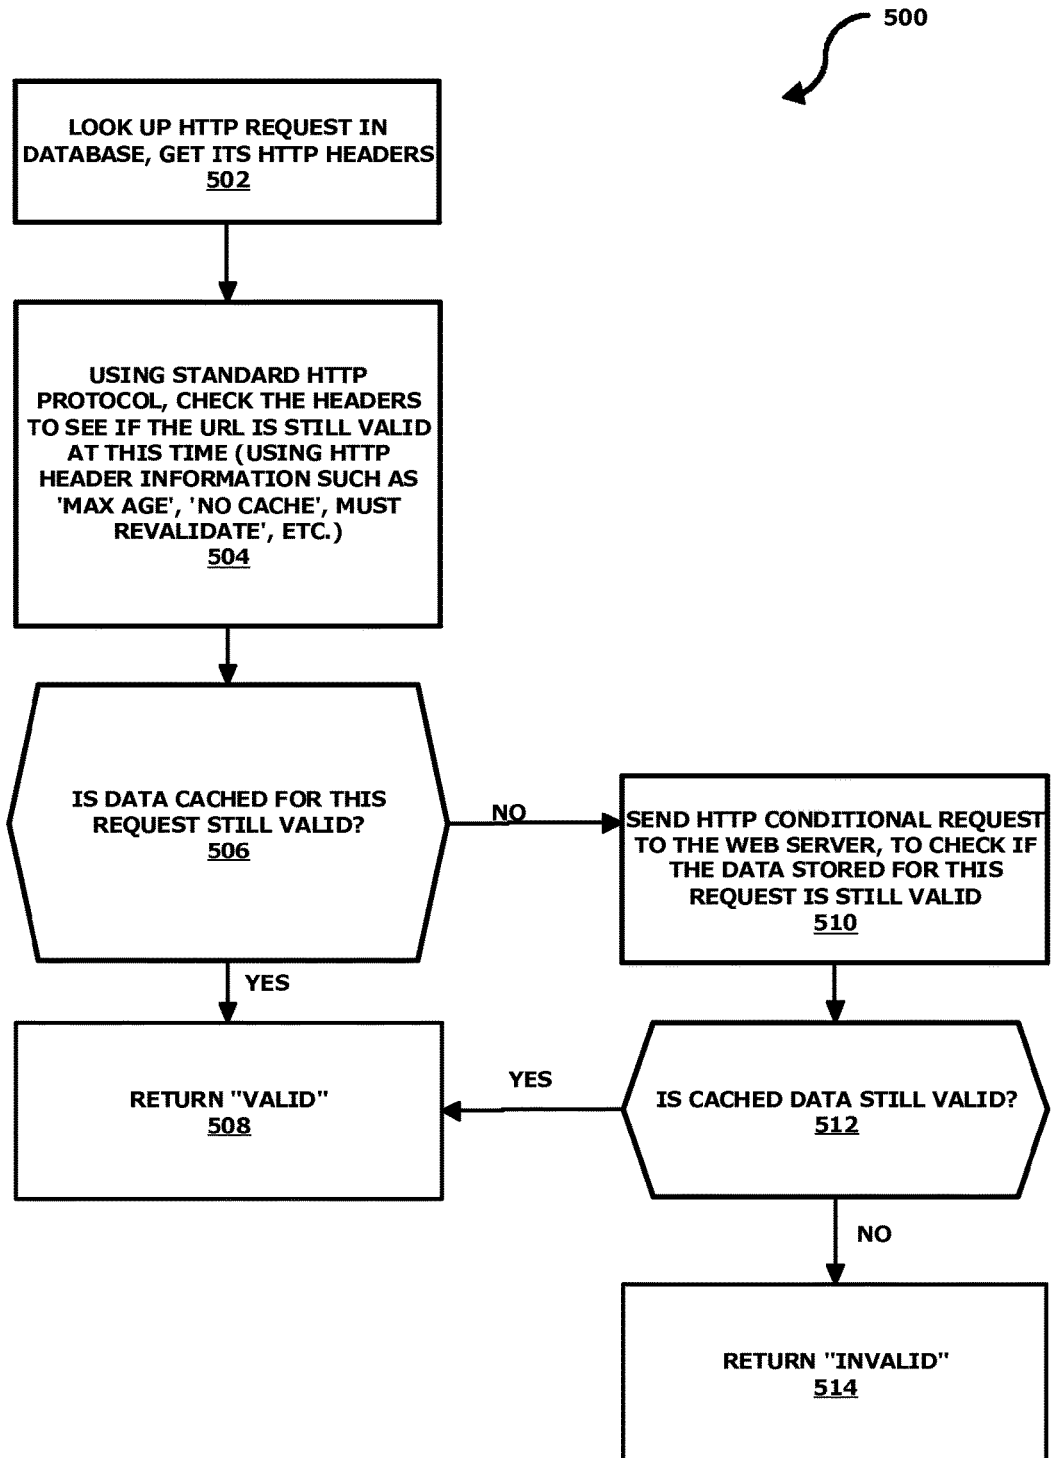 500
LOOK UP HTTP REQUEST IN
DATABASE, GET ITS HTTP HEADERS
502
USING STANDARD HTTP
PROTOCOL, CHECK THE HEADERS
TO SEE IF THE URL IS STILL VALID
AT THIS TIME (USING HTTP
HEADER INFORMATION SUCH AS
'MAX AGE', 'NO CACHE', MUST
REVALIDATE', ETC.)
504
IS DATA CACHED FOR THIS
REQUEST STILL VALID?
506
NO
SEND HTTP CONDITIONAL REQUEST
TO THE WEB SERVER, TO CHECK IF
THE DATA STORED FOR THIS
REQUEST IS STILL VALID
510
YES
RETURN "VALID"
508
YES
IS CACHED DATA STILL VALID?
512
NO
RETURN "INVALID"
514